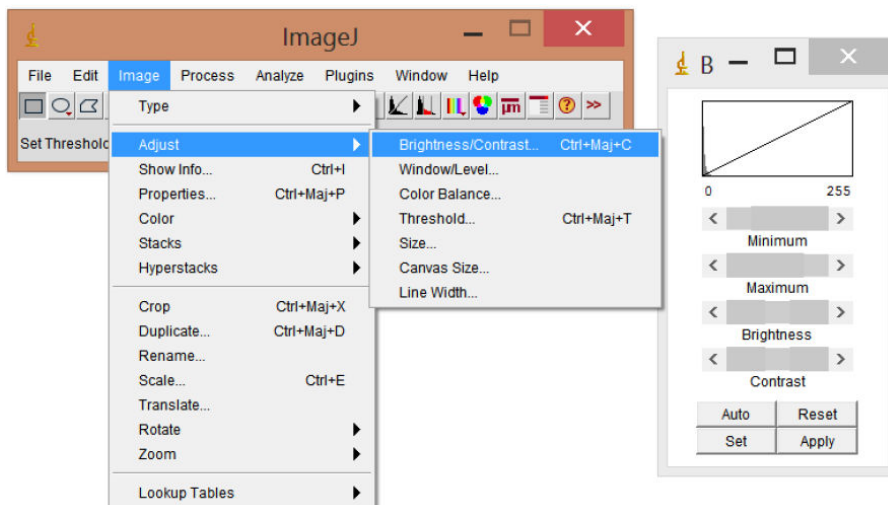 ImageJ
File Edit Image Process Analyze Plugins Window Help
Set Threshold
Type
Adjust
Show Info... Ctrl+I
Properties... Ctrl+Maj+P
Color
Stacks
Hyperstacks
Crop Ctrl+Maj+X
Duplicate... Ctrl+Maj+D
Rename...
Scale... Ctrl+E
Translate...
Rotate
Zoom
Lookup Tables
Brightness/Contrast... Ctrl+Maj+C
Window/Level...
Color Balance...
Threshold... Ctrl+Maj+T
Size...
Canvas Size...
Line Width...
B
0 255
Minimum
Maximum
Brightness
Contrast
Auto Reset
Set Apply